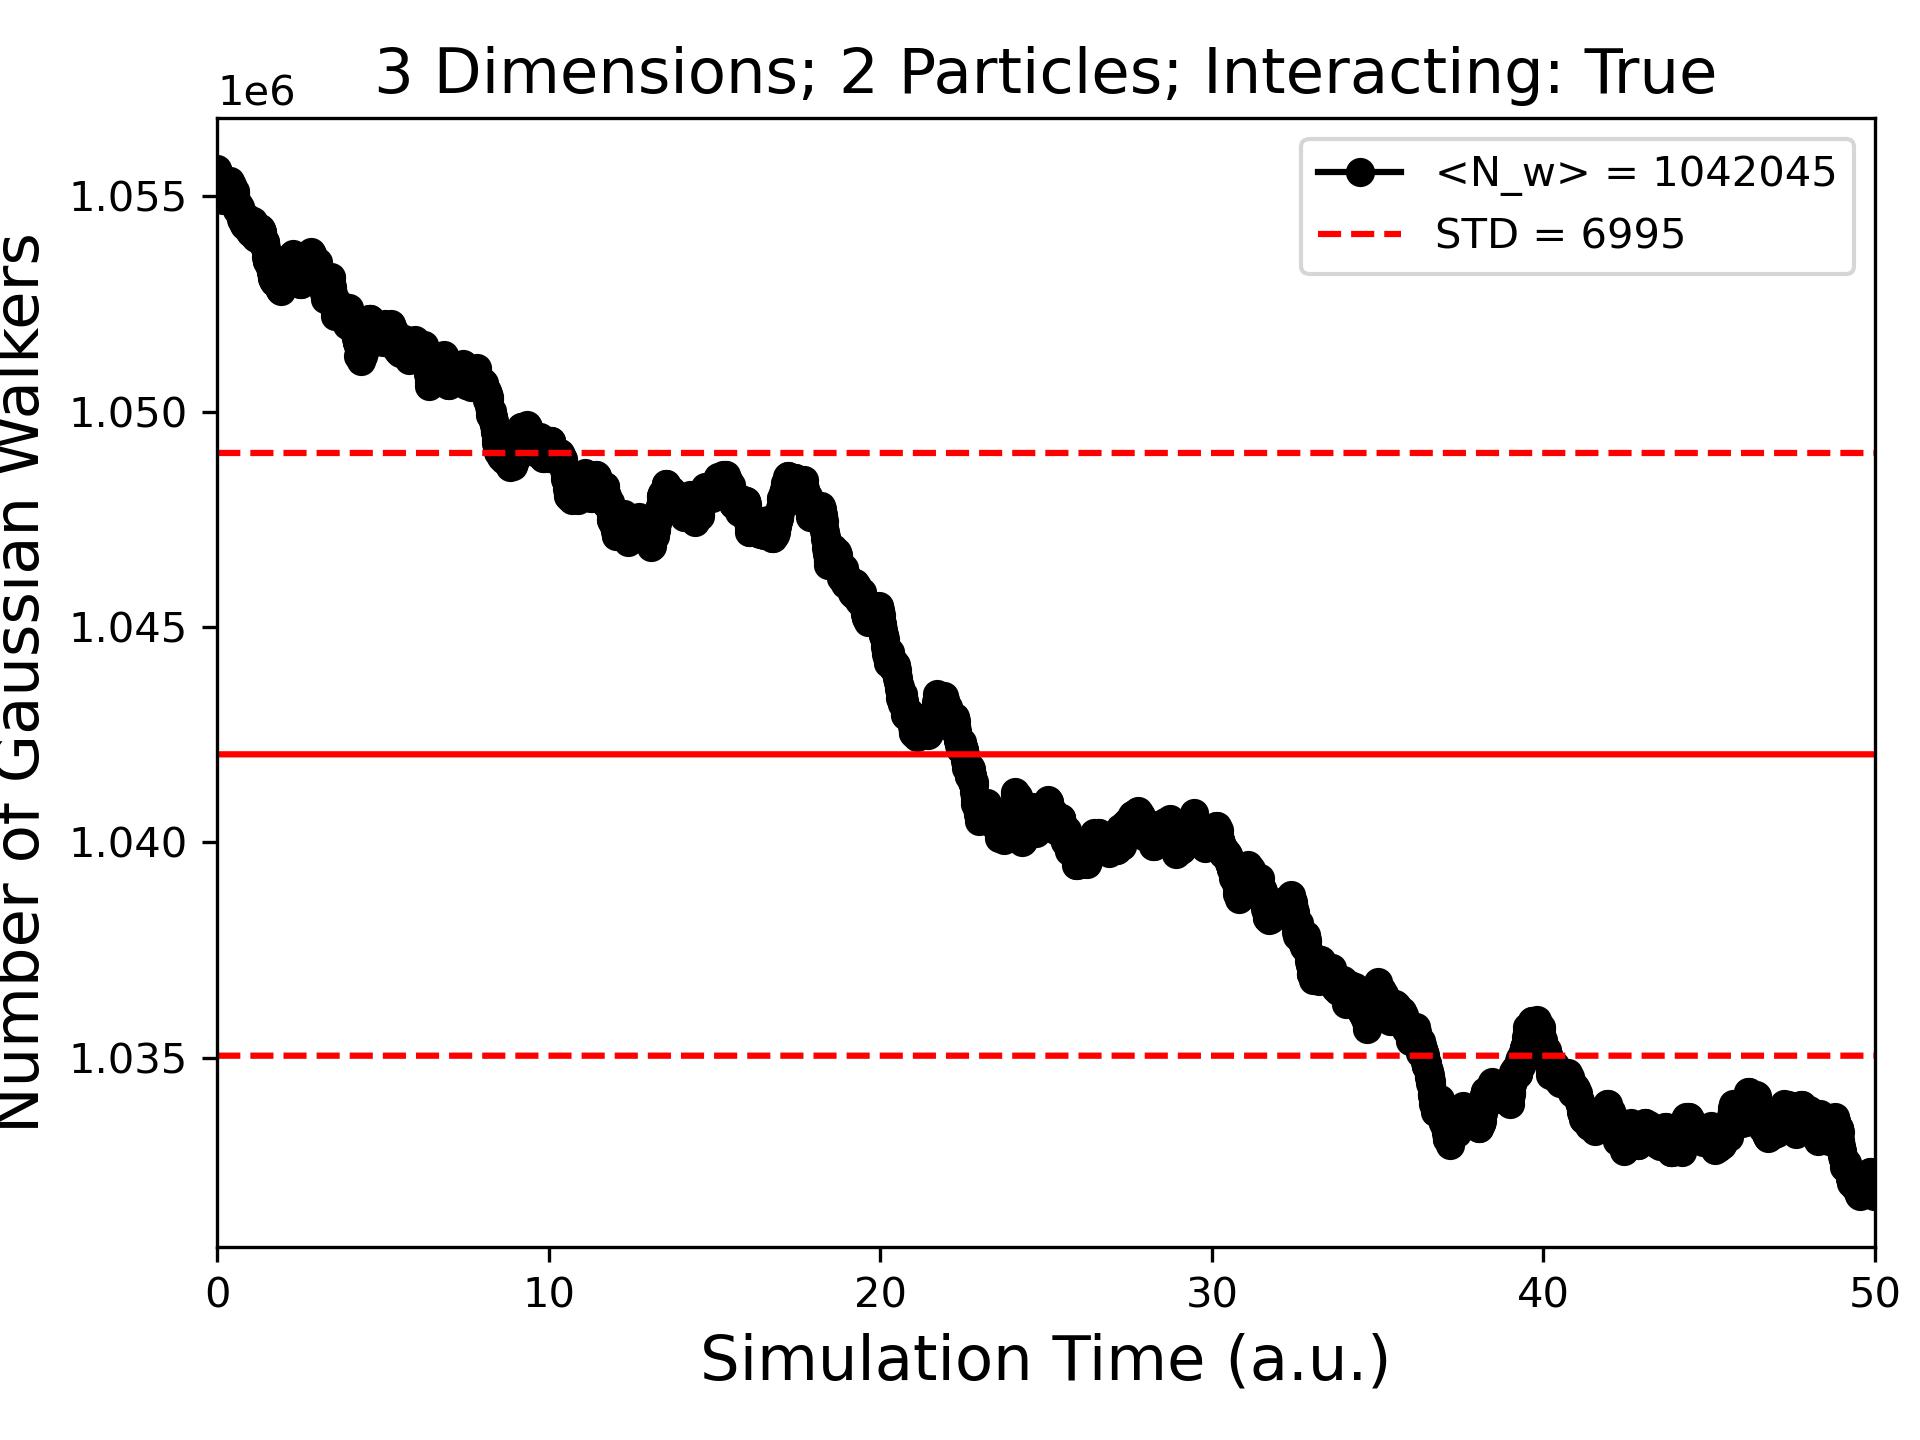 3 Dimensions; 2 Particles; Interacting: True
1e6
<N_w> = 1042045
STD = 6995
1.055
1.050
1.045
1.040
1.035
Number of Gaussian Walkers
0 10 20 30 40 50
Simulation Time (a.u.)